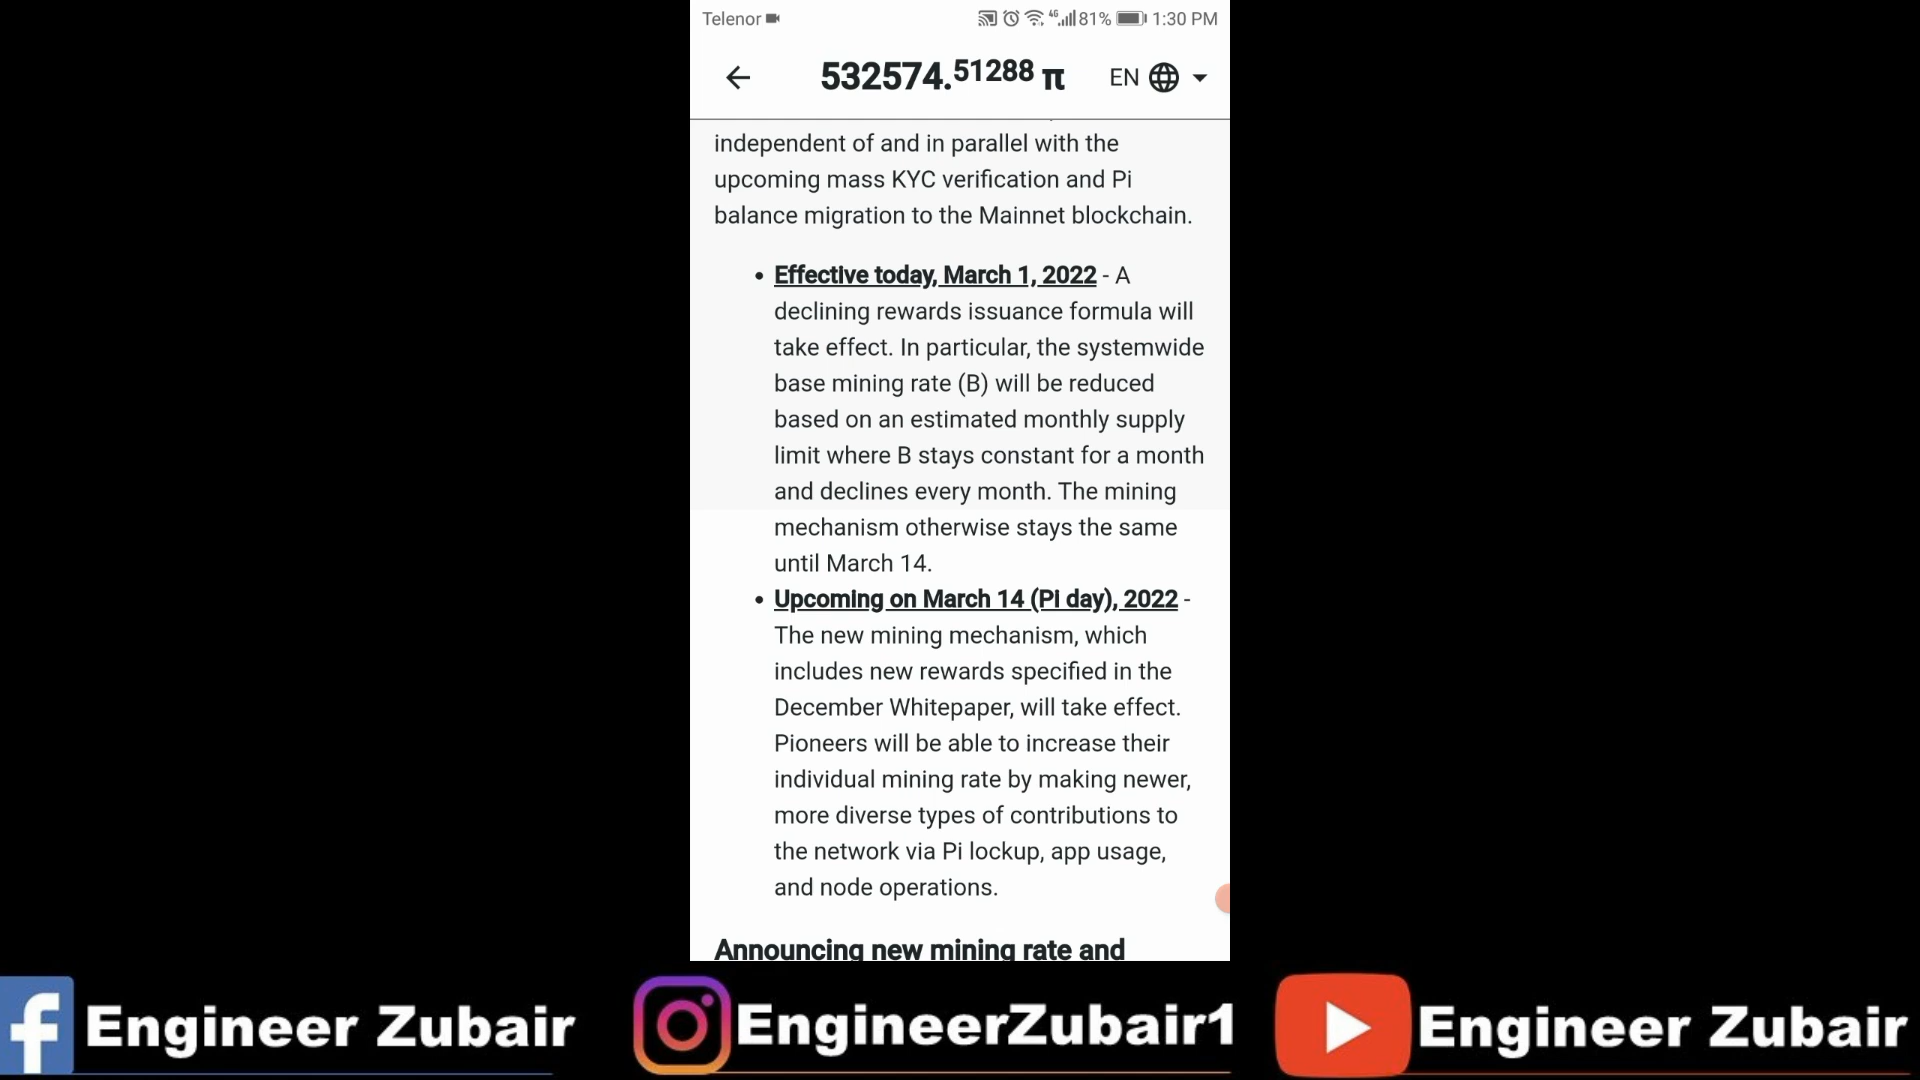 Telenor
4G 81% 1:30 PM
532574.51288 π EN
independent of and in parallel with the
upcoming mass KYC verification and Pi
balance migration to the Mainnet blockchain.
• Effective today, March 1, 2022 - A
declining rewards issuance formula will
take effect. In particular, the systemwide
base mining rate (B) will be reduced
based on an estimated monthly supply
limit where B stays constant for a month
and declines every month. The mining
mechanism otherwise stays the same
until March 14.
• Upcoming on March 14 (Pi day), 2022 -
The new mining mechanism, which
includes new rewards specified in the
December Whitepaper, will take effect.
Pioneers will be able to increase their
individual mining rate by making newer,
more diverse types of contributions to
the network via Pi lockup, app usage,
and node operations.
Announcing new mining rate and
Engineer Zubair
EngineerZubair1
Engineer Zubair